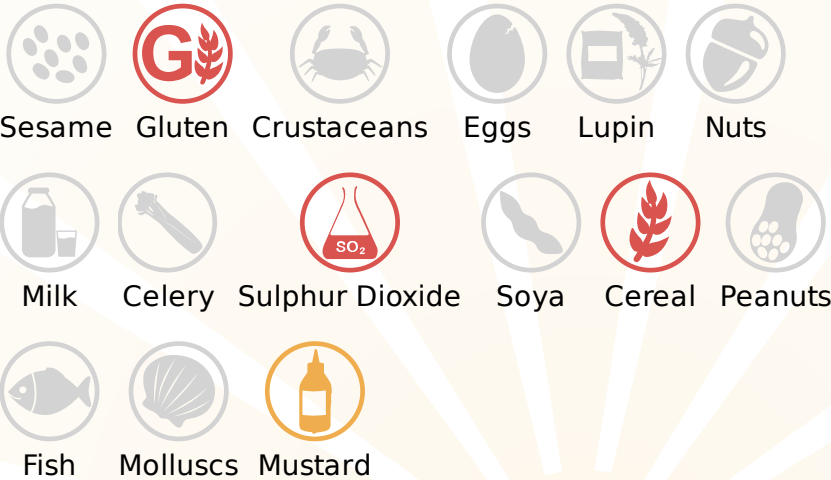 G
Sesame Gluten Crustaceans Eggs Lupin Nuts
SO₂
Milk Celery Sulphur Dioxide Soya Cereal Peanuts
Fish Molluscs Mustard